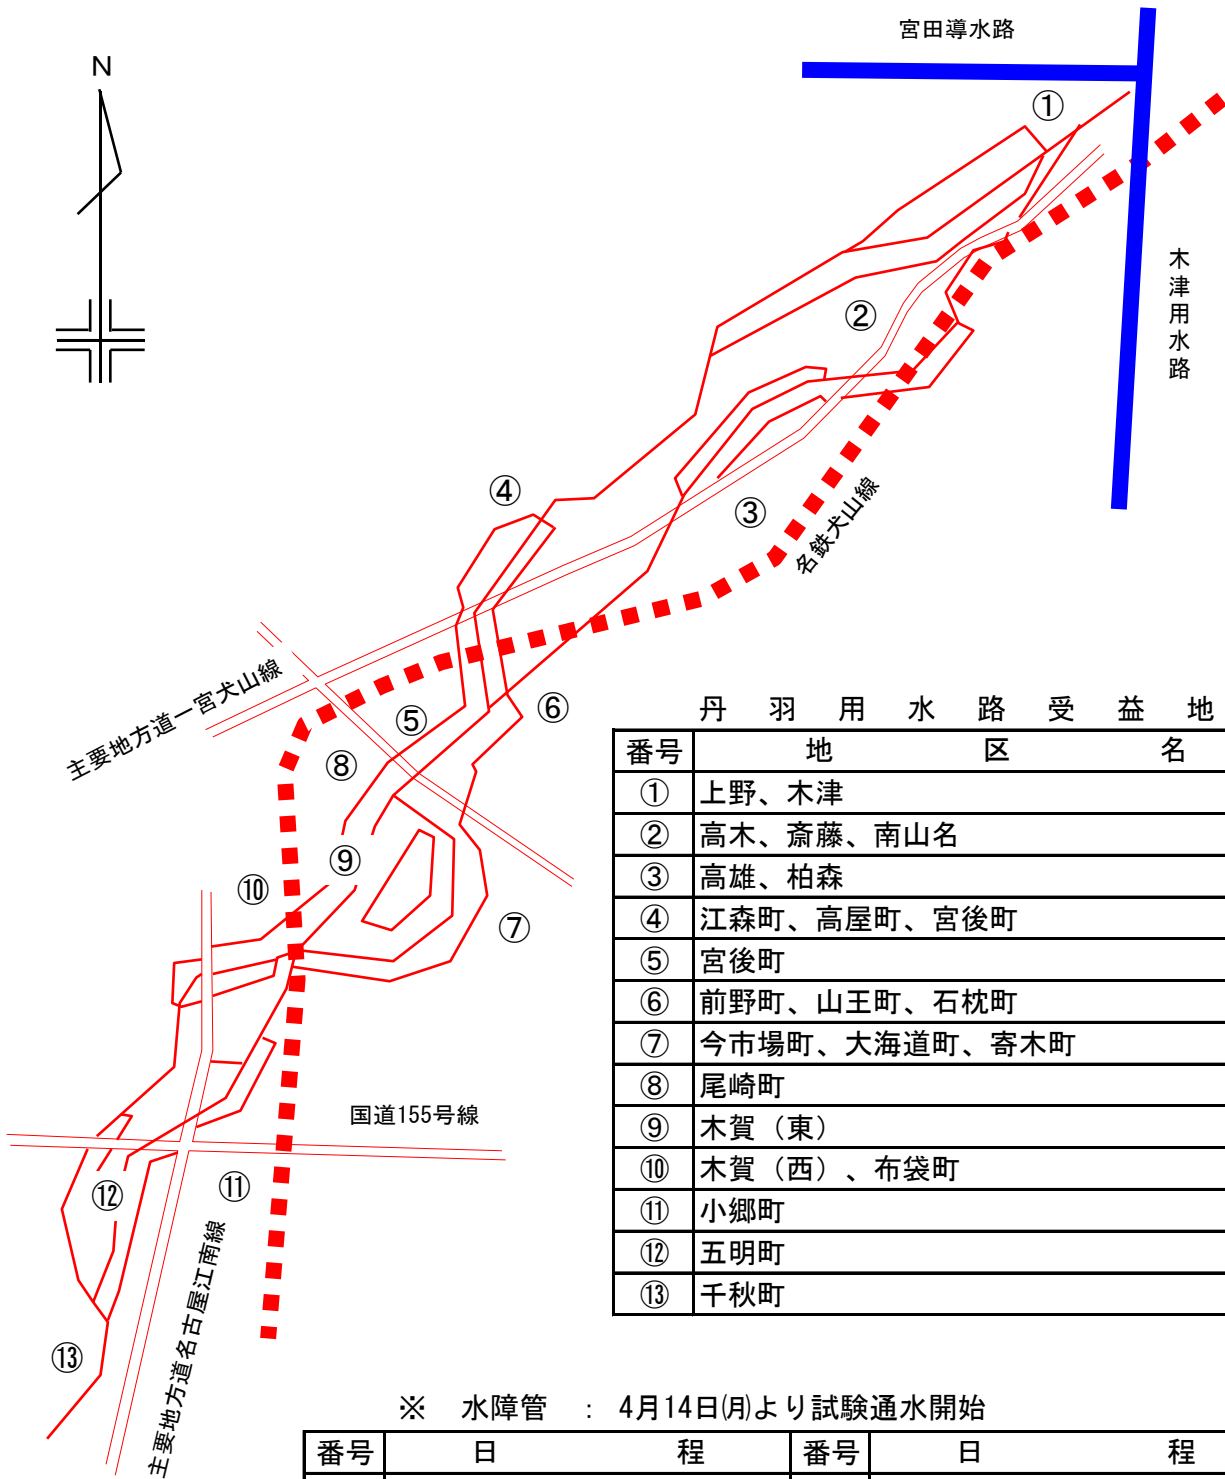 宮田導水路
N
①
木津用水路
②
④
③
名鉄犬山線
主要地方道一宮犬山線
⑤
⑥
⑧
⑨
⑩
⑦
国道155号線
⑪
⑫
主要地方道名古屋江南線
⑬
丹羽用水路受益地
番号 地区名
① 上野、木津
② 高木、斎藤、南山名
③ 高雄、柏森
④ 江森町、高屋町、宮後町
⑤ 宮後町
⑥ 前野町、山王町、石枕町
⑦ 今市場町、大海道町、寄木町
⑧ 尾崎町
⑨ 木賀（東）
⑩ 木賀（西）、布袋町
⑪ 小郷町
⑫ 五明町
⑬ 千秋町
※ 水障管 ： 4月14日(月)より試験通水開始
番号 日程 番号 日程